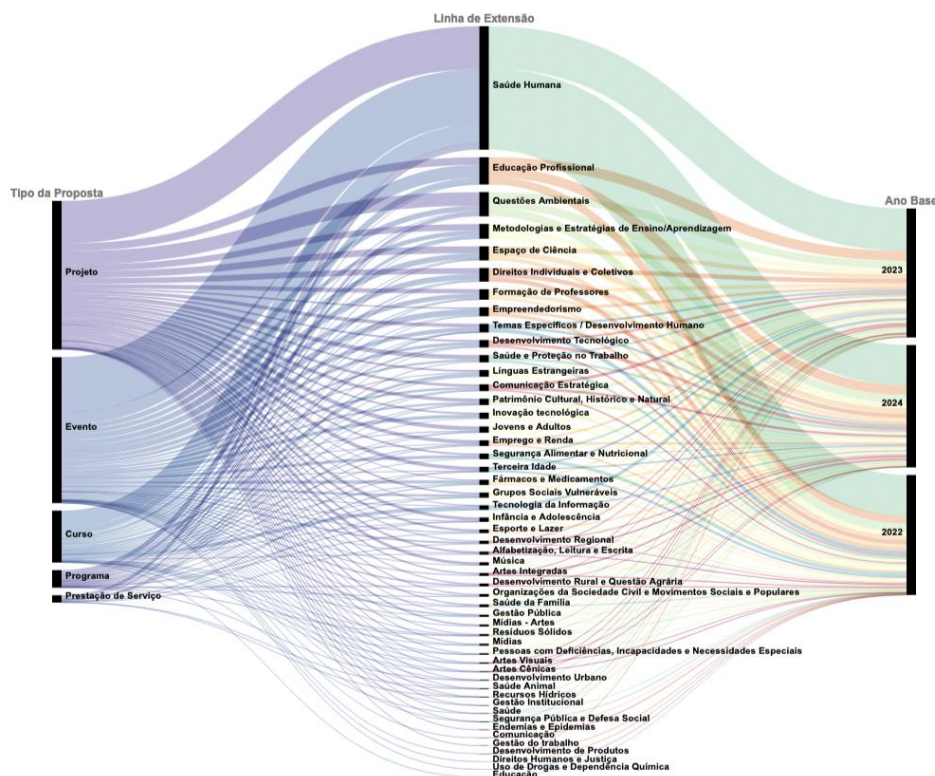 Linha de Extensão
Tipo da Proposta
Ano Base
Projeto
Evento
Curso
Programa
Prestação de Serviço
Saúde Humana
Educação Profissional
Questões Ambientais
Metodologias e Estratégias de Ensino/Aprendizagem
Espaço de Ciência
Direitos Individuais e Coletivos
Formação de Professores
Empreendedorismo
Temas Específicos / Desenvolvimento Humano
Desenvolvimento Tecnológico
Saúde e Proteção no Trabalho
Línguas Estrangeiras
Comunicação Estratégica
Patrimônio Cultural, Histórico e Natural
Inovação tecnológica
Jovens e Adultos
Emprego e Renda
Segurança Alimentar e Nutricional
Terceira Idade
Fármacos e Medicamentos
Grupos Sociais Vulneráveis
Tecnologia da Informação
Infância e Adolescência
Esporte e Lazer
Desenvolvimento Regional
Alfabetização, Leitura e Escrita
Música
Artes Integradas
Desenvolvimento Rural e Questão Agrária
Organizações da Sociedade Civil e Movimentos Sociais e Populares
Saúde da Família
Gestão Pública
Mídias - Artes
Resíduos Sólidos
Mídias
Pessoas com Deficiências, Incapacidades e Necessidades Especiais
Artes Visuais
Artes Cênicas
Desenvolvimento Urbano
Saúde Animal
Recursos Hídricos
Gestão Institucional
Saúde
Segurança Pública e Defesa Social
Endemias e Epidemias
Comunicação
Gestão do trabalho
Desenvolvimento de Produtos
Direitos Humanos e Justiça
Uso de Drogas e Dependência Química
Educação
2023
2024
2022